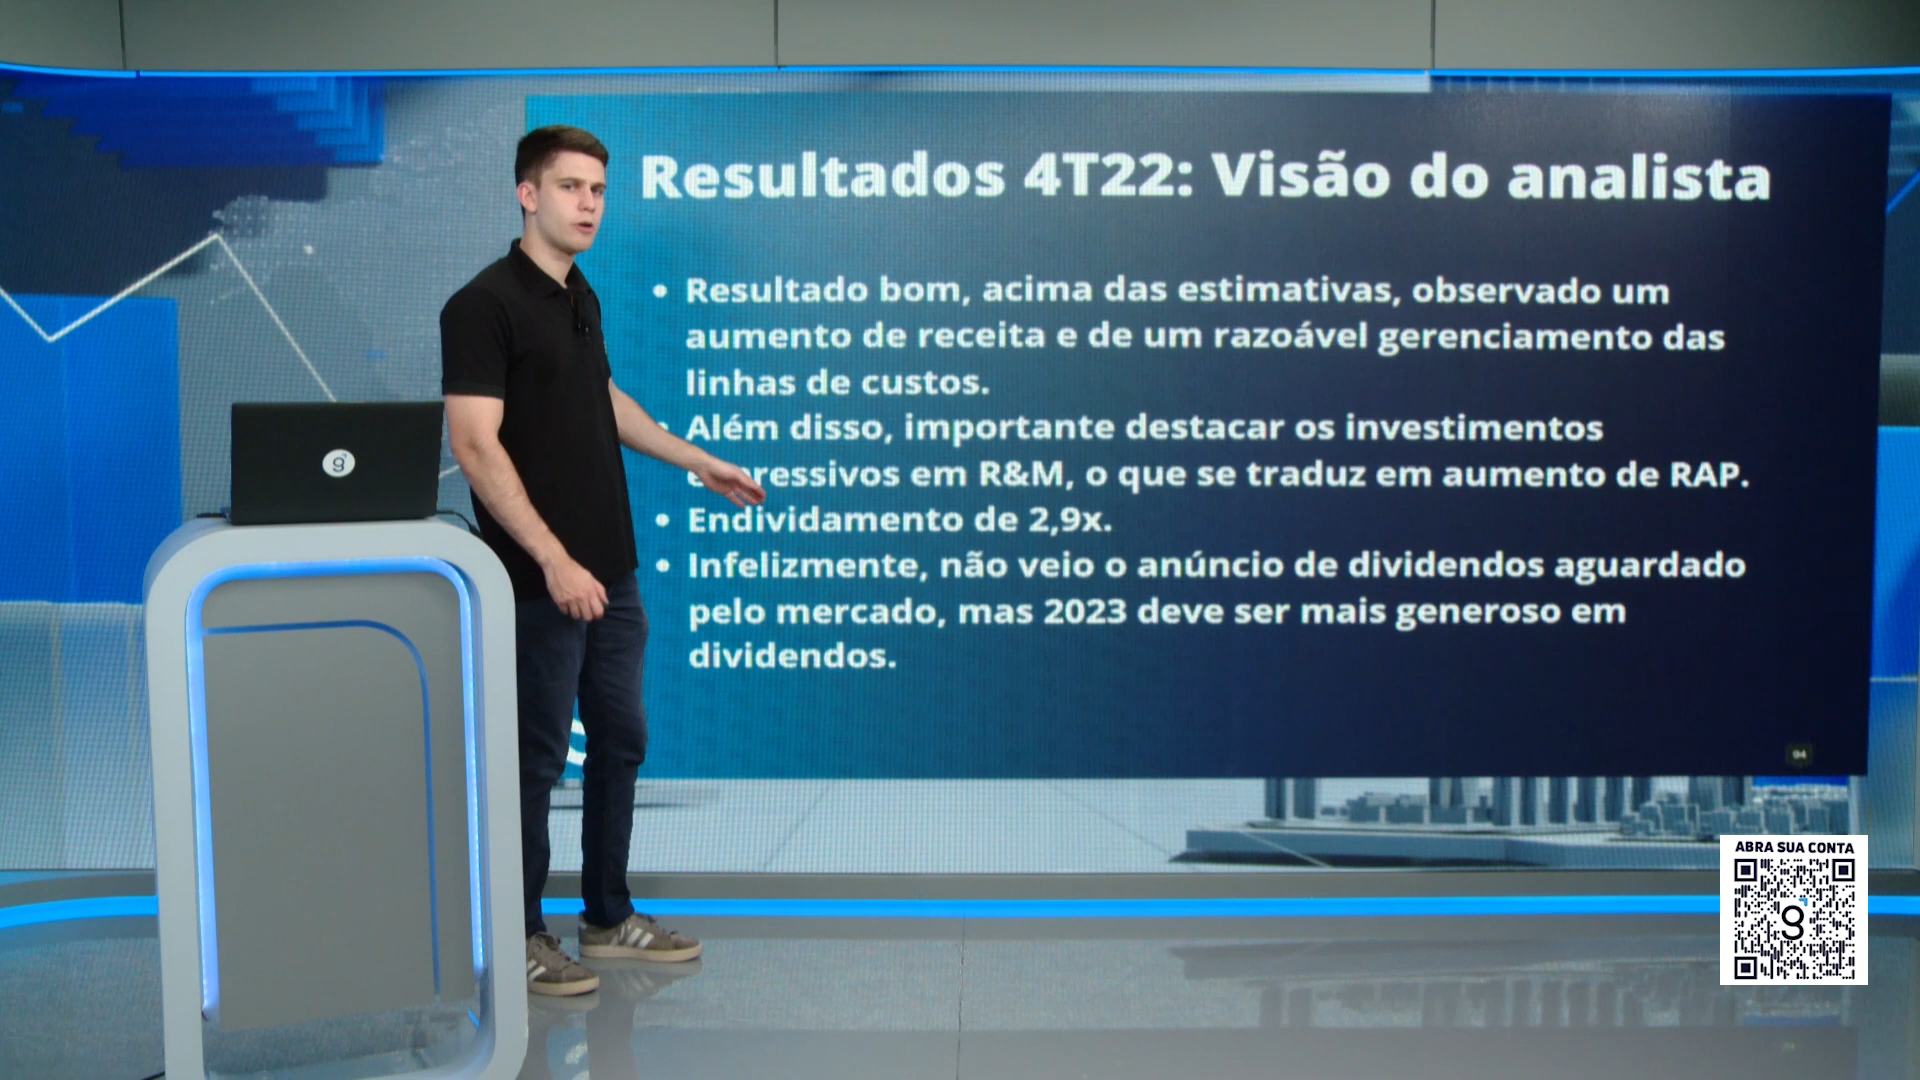 Resultados 4T22: Visão do analista
• Resultado bom, acima das estimativas, observado um
aumento de receita e de um razoável gerenciamento das
linhas de custos.
• Além disso, importante destacar os investimentos
em R&M, o que se traduz em aumento de RAP.
• Endividamento de 2,9x.
• Infelizmente, não veio o anúncio de dividendos aguardado
pelo mercado, mas 2023 deve ser mais generoso em
dividendos.
94
ABRA SUA CONTA